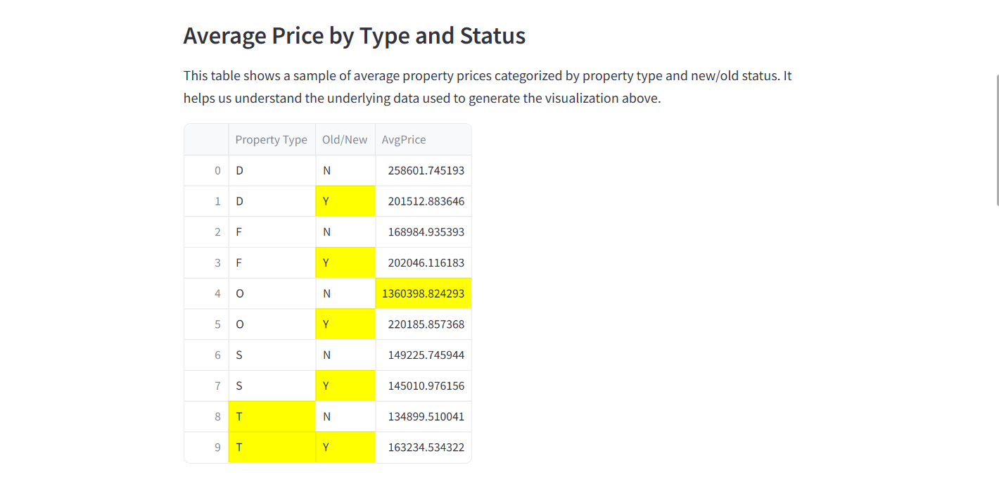 Average Price by Type and Status
This table shows a sample of average property prices categorized by property type and new/old status. It
helps us understand the underlying data used to generate the visualization above.
Property Type Old/New AvgPrice
0 D N 258601.745193
1 D Y 201512.883646
2 F N 168984.935393
3 F Y 202046.116183
4 O N 1360398.824293
5 O Y 220185.857368
6 S N 149225.745944
7 S Y 145010.976156
8 T N 134899.510041
9 T Y 163234.534322